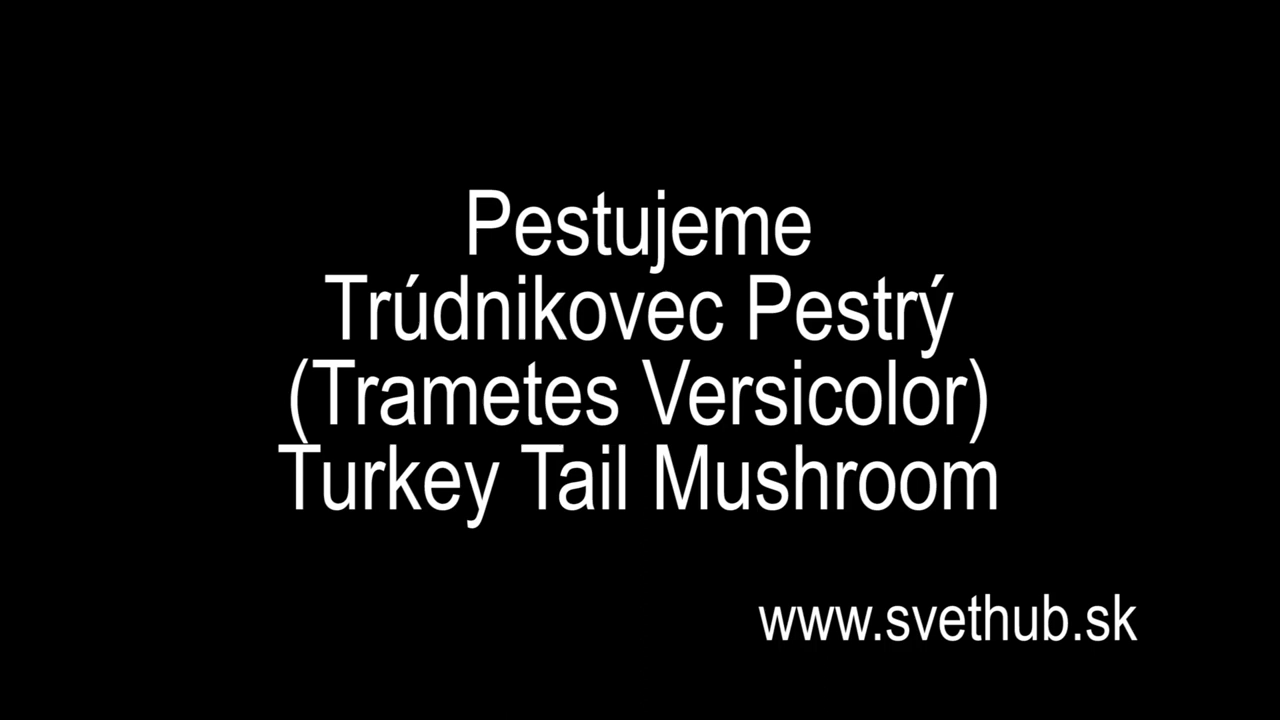 Pestujeme
Trúdnikovec Pestrý
(Trametes Versicolor)
Turkey Tail Mushroom
www.svethub.sk